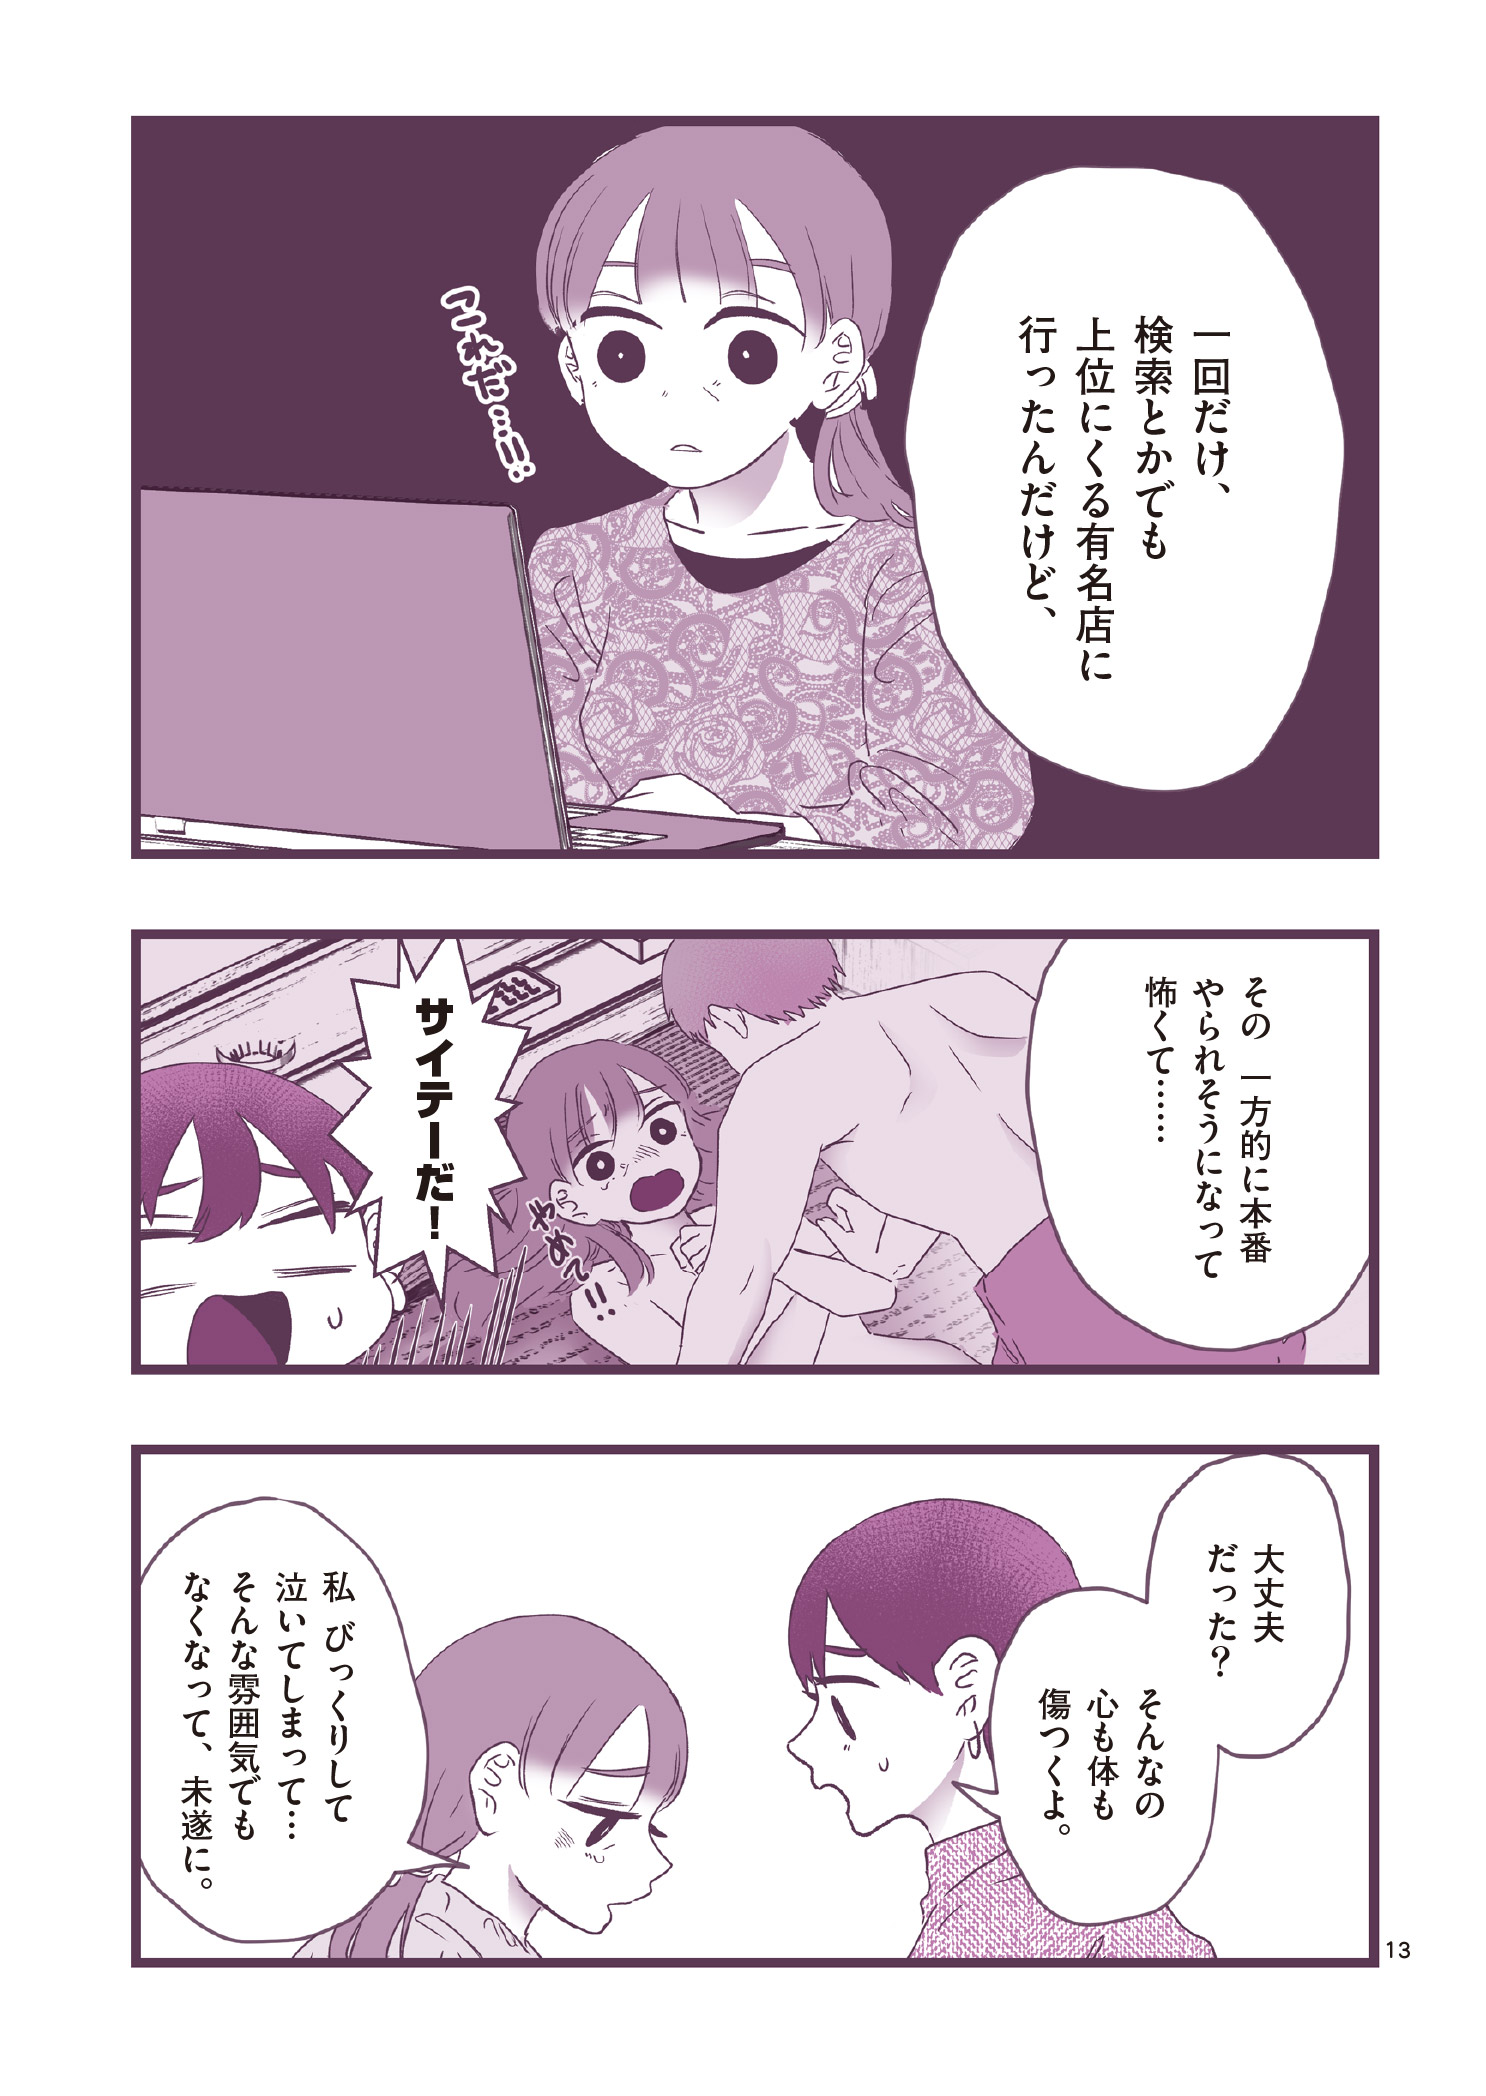 一回だけ、
検索とかでも
上位にくる有名店に
行ったんだけど、
これだ…!!!
その 一方的に本番
やられそうになって
怖くて……
やめて!!
サイテーだ！
大丈夫
だった？
そんなの
心も体も
傷つくよ。
私 びっくりして
泣いてしまって…
そんな雰囲気でも
なくなって、未遂に。
13